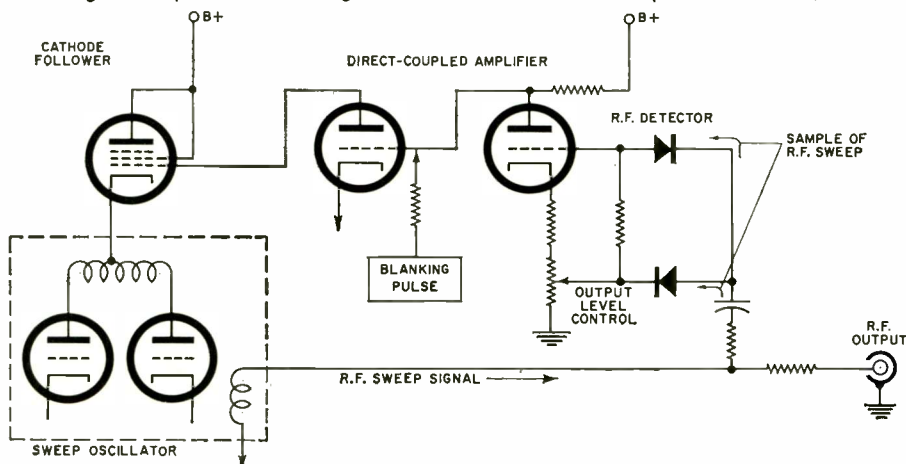 B+
B+
CATHODE
FOLLOWER
DIRECT-COUPLED AMPLIFIER
R.F. DETECTOR
SAMPLE OF
R.F. SWEEP
BLANKING
PULSE
OUTPUT
LEVEL
CONTROL
R.F.
OUTPUT
R.F. SWEEP SIGNAL
SWEEP OSCILLATOR